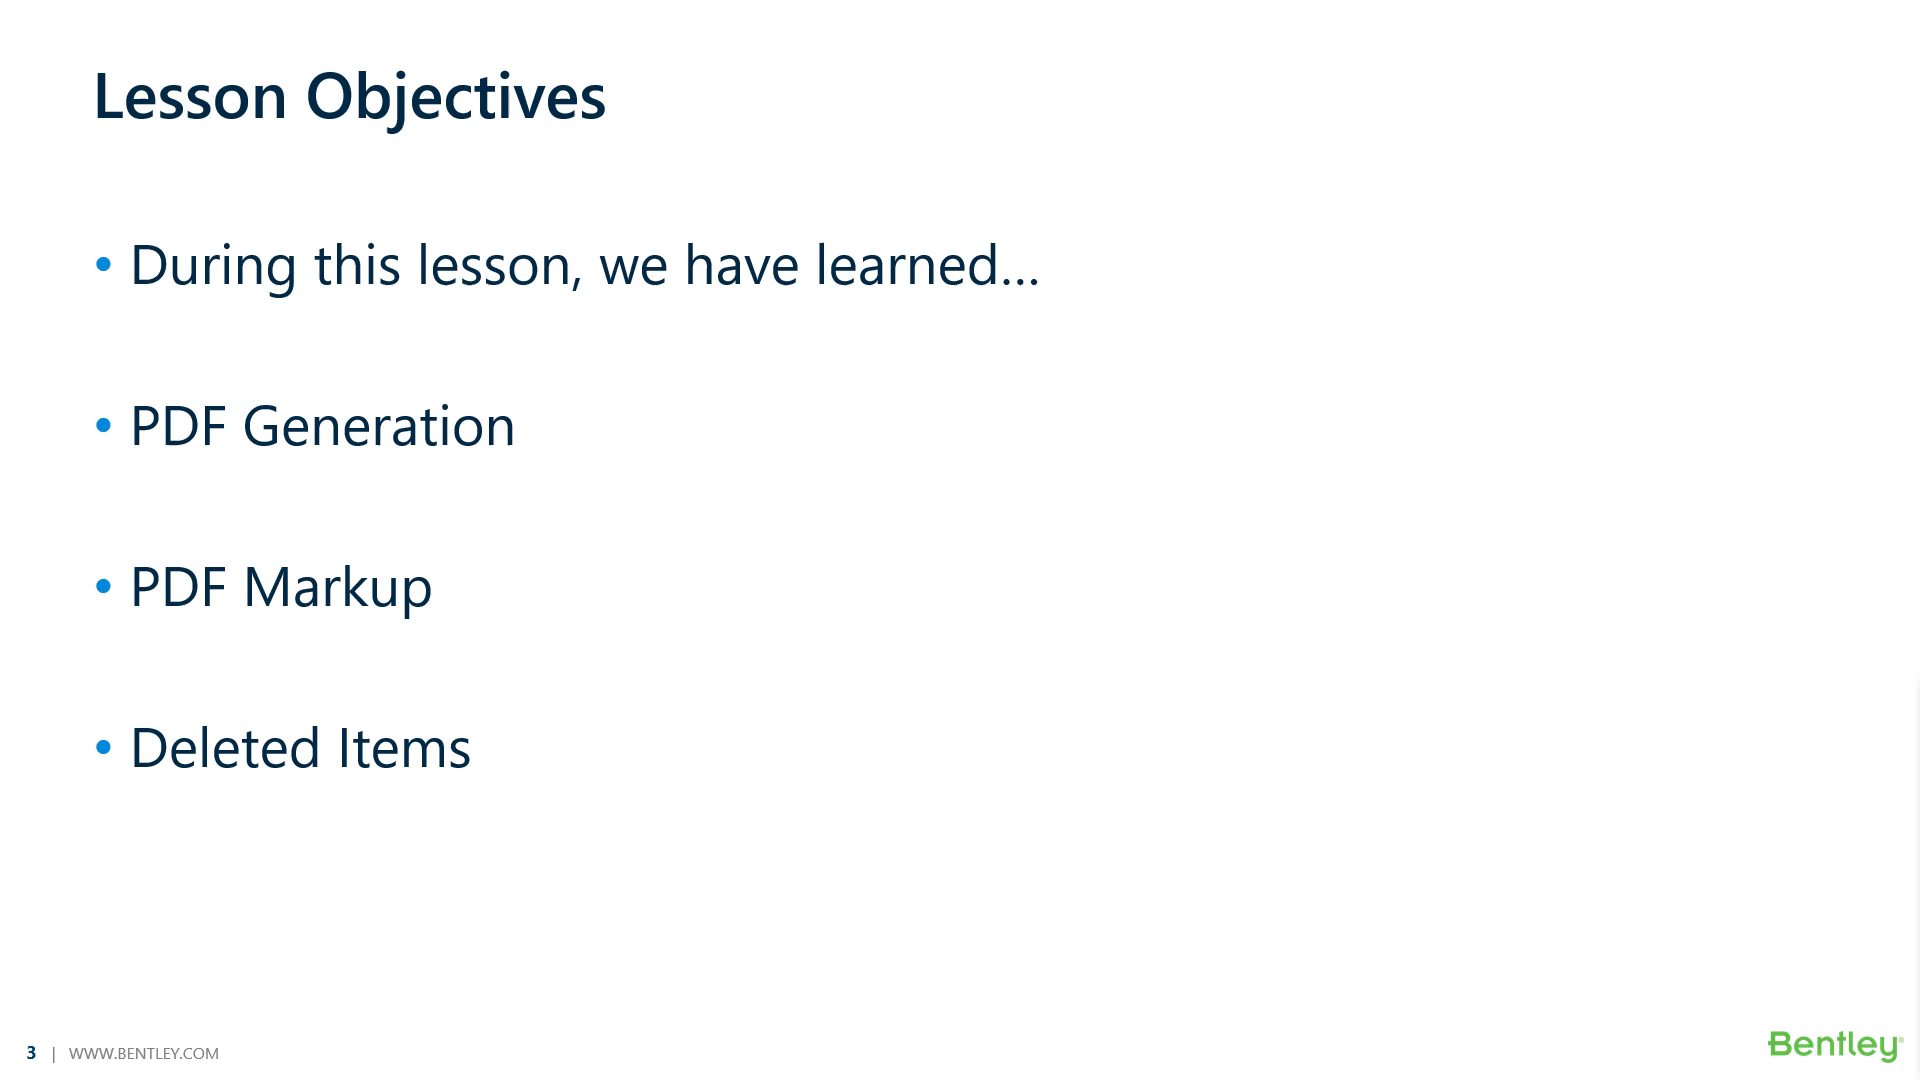 Lesson Objectives
• During this lesson, we have learned...
• PDF Generation
• PDF Markup
• Deleted Items
3 | WWW.BENTLEY.COM
Bentley®